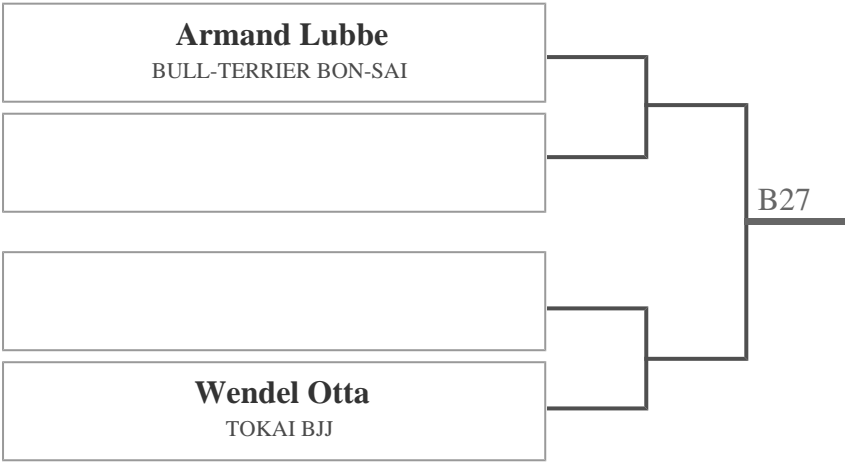 Armand Lubbe
BULL-TERRIER BON-SAI
B27
Wendel Otta
TOKAI BJJ